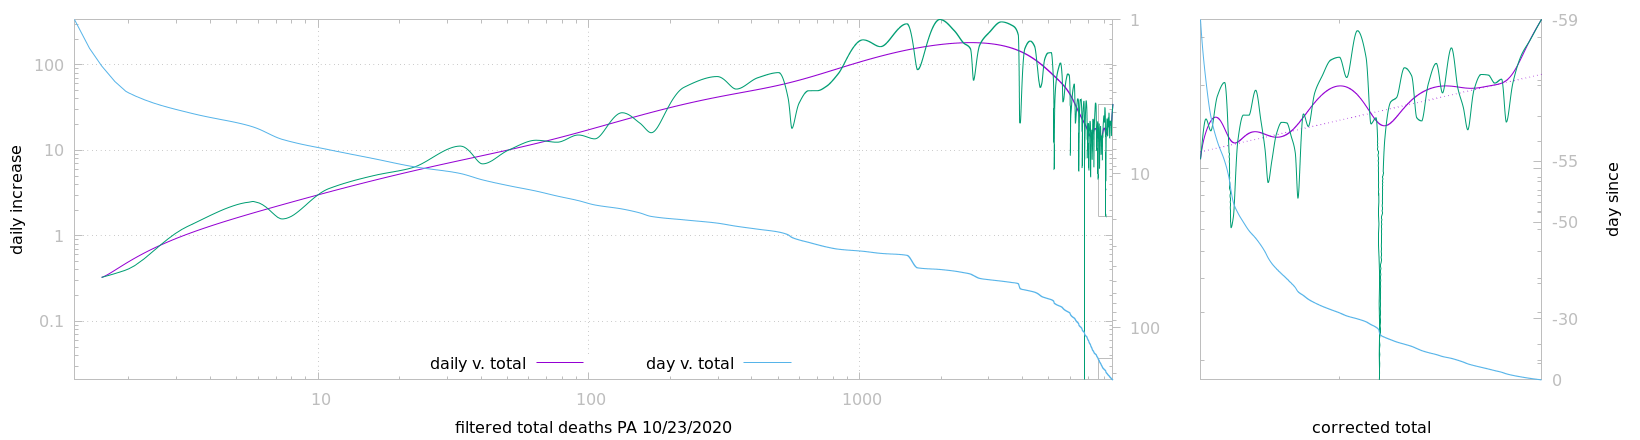 100
10
1
0.1
daily increase
10
100
1000
filtered total deaths PA 10/23/2020
daily v. total
day v. total
1
10
100
-59
-55
-50
-30
0
day since
corrected total